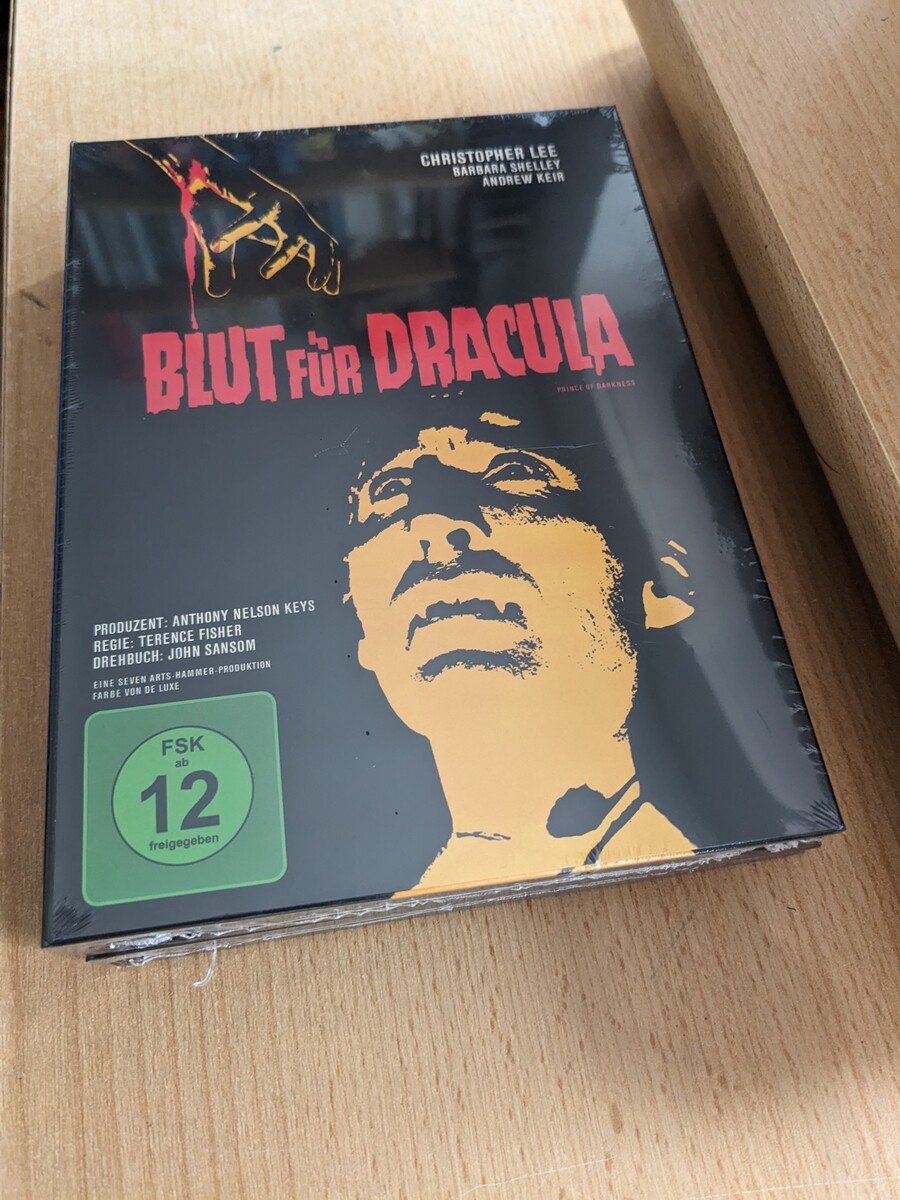 CHRISTOPHER LEE
BARBARA SHELLEY
ANDREW KEIR
BLUT FÜR DRACULA
PRINCE OF DARKNESS
PRODUZENT: ANTHONY NELSON KEYS
REGIE: TERENCE FISHER
DREHBUCH: JOHN SANSOM
EINE SEVEN ARTS-HAMMER-PRODUKTION
FARBE VON DE LUXE
FSK
ab
12
freigegeben